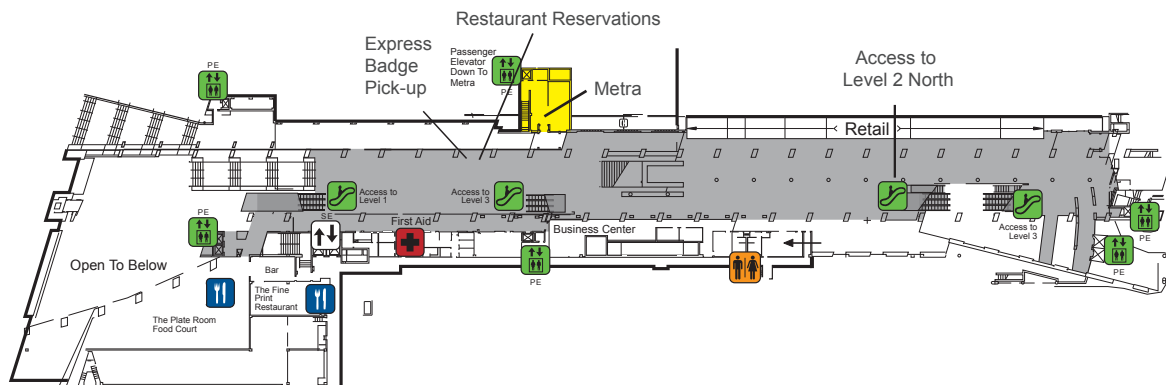 Restaurant Reservations
Express
Badge
Pick-up
Passenger
Elevator
Down To
Metra
PE
PE
Metra
Access to
Level 2 North
Retail
Access to
Level 1
Access to
Level 3
PE
SE
First Aid
Business Center
Access to
Level 3
PE
PE
PE
Open To Below
Bar
The Fine
Print
Restaurant
The Plate Room
Food Court